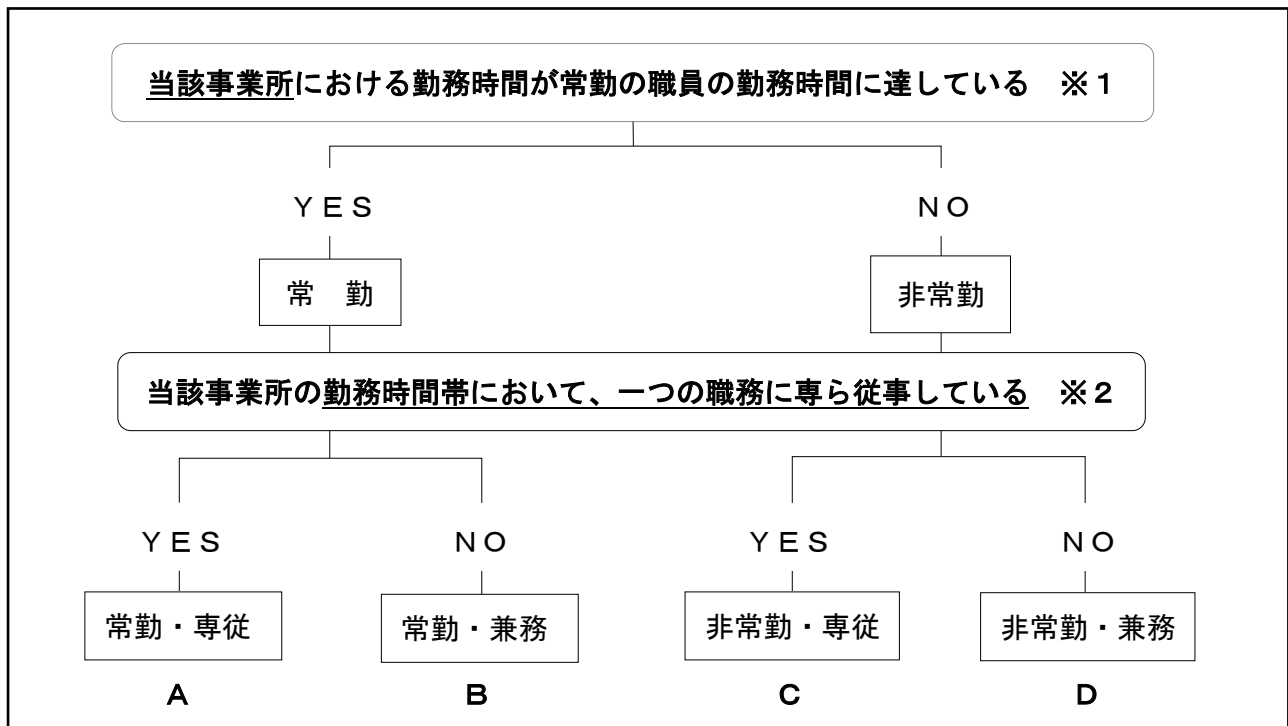 当該事業所における勤務時間が常勤の職員の勤務時間に達している　※１
ＹＥＳ
ＮＯ
常　勤
非常勤
当該事業所の勤務時間帯において、一つの職務に専ら従事している　※２
ＹＥＳ
ＮＯ
ＹＥＳ
ＮＯ
常勤・専従
常勤・兼務
非常勤・専従
非常勤・兼務
Ａ
Ｂ
Ｃ
Ｄ